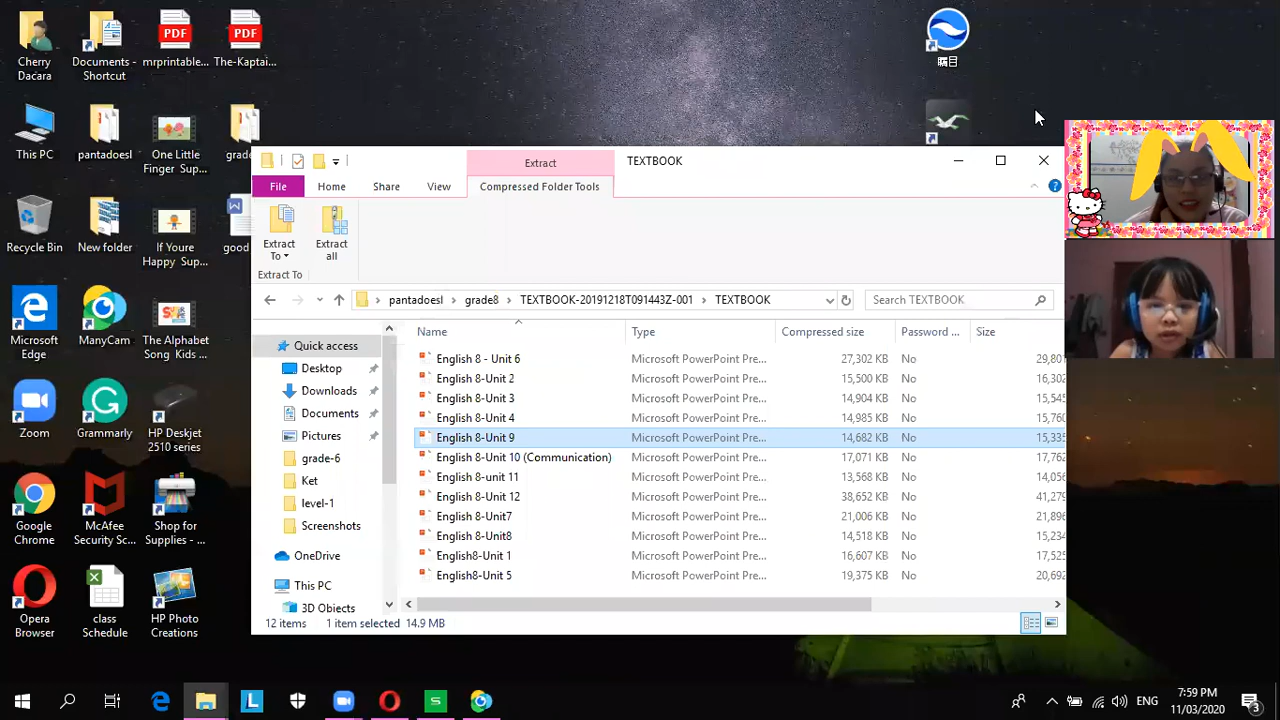 Cherry Dacara
Documents - Shortcut
mrprintable...
The-Kaptai...
PDF
PDF
This PC
pantadoesl
One Little Finger Sup...
grade
Recycle Bin
New folder
If Youre Happy Sup...
good
Microsoft Edge
ManyCam
The Alphabet Song Kids ...
Zoom
Grammarly
HP Deskjet 2510 series
Google Chrome
McAfee Security Sc...
Shop for Supplies - ...
Opera Browser
class Schedule
HP Photo Creations
Extract
TEXTBOOK
File
Home
Share
View
Compressed Folder Tools
Extract To
Extract all
Extract To
pantadoesl
grade8
TEXTBOOK-20191218T091443Z-001
TEXTBOOK
Search TEXTBOOK
Name Type Compressed size Password ... Size
Quick access
Desktop
Downloads
Documents
Pictures
grade-6
Ket
level-1
Screenshots
OneDrive
This PC
3D Objects
English 8 - Unit 6 Microsoft PowerPoint Pre... 27,302 KB No 29,801
English 8-Unit 2 Microsoft PowerPoint Pre... 15,500 KB No 16,302
English 8-Unit 3 Microsoft PowerPoint Pre... 14,904 KB No 15,545
English 8-Unit 4 Microsoft PowerPoint Pre... 14,985 KB No 15,760
English 8-Unit 9 Microsoft PowerPoint Pre... 14,682 KB No 15,335
English 8-Unit 10 (Communication) Microsoft PowerPoint Pre... 17,071 KB No 17,762
English 8-unit 11 Microsoft PowerPoint Pre... 13,568 KB No 14,056
English 8-Unit 12 Microsoft PowerPoint Pre... 38,652 KB No 41,279
English 8-Unit7 Microsoft PowerPoint Pre... 21,006 KB No 21,896
English 8-Unit8 Microsoft PowerPoint Pre... 14,518 KB No 15,234
English8-Unit 1 Microsoft PowerPoint Pre... 16,607 KB No 17,525
English8-Unit 5 Microsoft PowerPoint Pre... 19,375 KB No 20,692
12 items 1 item selected 14.9 MB
ENG
7:59 PM
11/03/2020
3